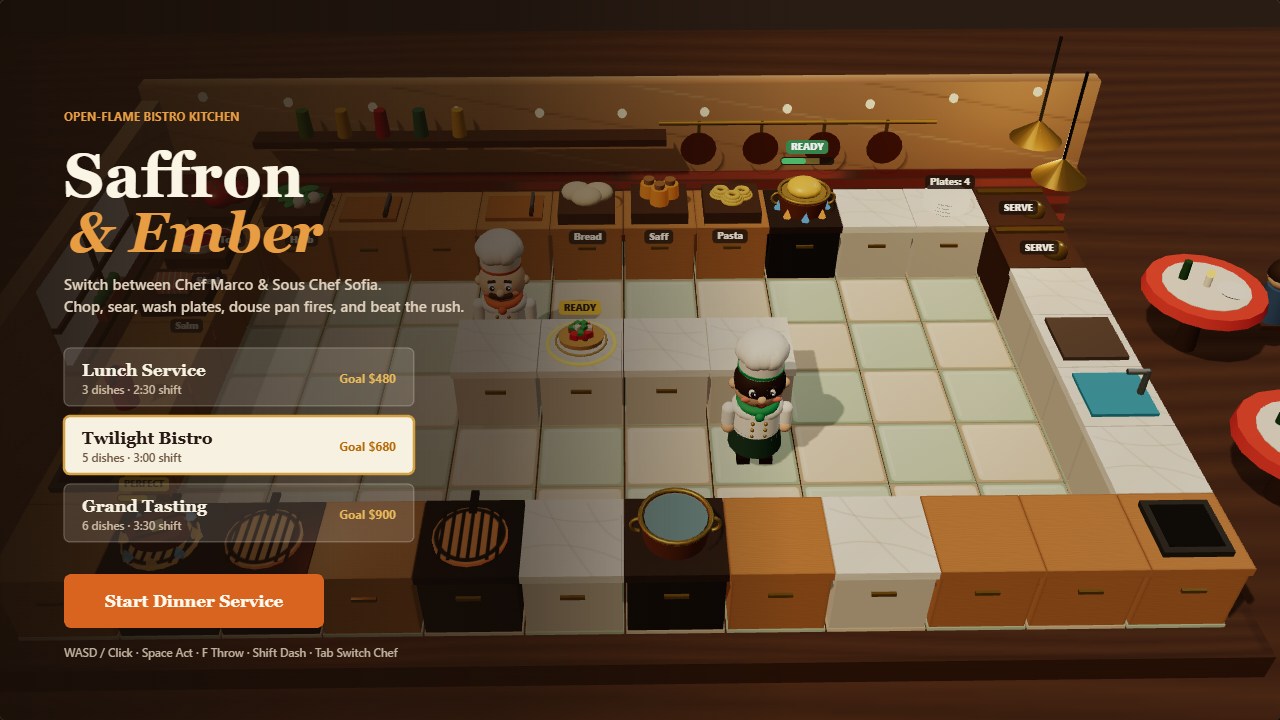 OPEN-FLAME BISTRO KITCHEN
Saffron
& Ember
Switch between Chef Marco & Sous Chef Sofia.
Chop, sear, wash plates, douse pan fires, and beat the rush.
Lunch Service
3 dishes · 2:30 shift
Goal $480
Twilight Bistro
5 dishes · 3:00 shift
Goal $680
Grand Tasting
6 dishes · 3:30 shift
Goal $900
Start Dinner Service
WASD / Click · Space Act · F Throw · Shift Dash · Tab Switch Chef
READY
Plates: 4
SERVE
SERVE
Bread
Saff
Pasta
READY
Salm
PERFECT